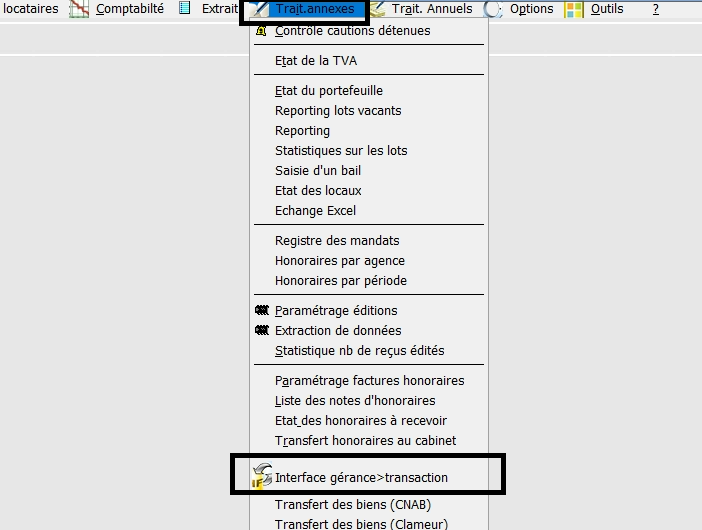 locataires Comptabilté Extrait Trait.annexes Trait. Annuels Options Outils ?
Contrôle cautions détenues
Etat de la TVA
Etat du portefeuille
Reporting lots vacants
Reporting
Statistiques sur les lots
Saisie d'un bail
Etat des locaux
Echange Excel
Registre des mandats
Honoraires par agence
Honoraires par période
Paramétrage éditions
Extraction de données
Statistique nb de reçus édités
Paramétrage factures honoraires
Liste des notes d'honoraires
Etat des honoraires à recevoir
Transfert honoraires au cabinet
IF Interface gérance>transaction
Transfert des biens (CNAB)
Transfert des biens (Clameur)